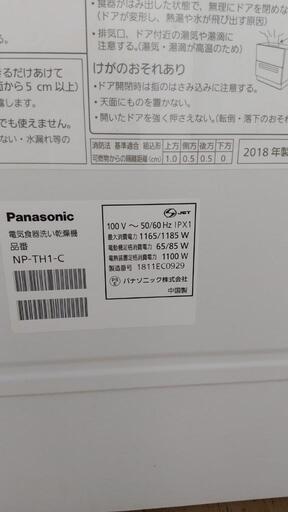 ・食器がはみ出した状態で、無理にドアを閉め
（ドアが変形し、熱湯や水が飛び出す原因）
・排気口、ドア付近の湯気や湯滴に
注意する。（湯気・湯滴が高温のため）
けがのおそれあり
・ドア開閉時は指のはさみ込みに注意する。
・天面にものを置かない。
・開いたドアを強く押さえない。（転倒・落下のおそれ
るだけあけて
から5 cm 以上）
します。
でも使えません。
ない・水漏れ等の
消防法 基準適合 組込形 上方 側方 後方 下方
可燃物からの離隔距離(cm) 1.0 0.5 0.5 0
2018年
Panasonic
電気食器洗い乾燥機
品番
NP-TH1-C
JET
100 V ～ 50/60 Hz IPX1
最大消費電力 1165/1185 W
電動機定格消費電力 65/85 W
電熱装置定格消費電力 1100 W
製造番号 1811EC0929
パナソニック株式会社
中国製